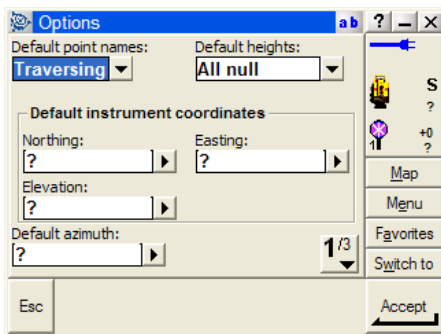 Options
ab
? – x
Default point names:
Default heights:
Traversing
All null
Default instrument coordinates
Northing:
Easting:
?
?
Elevation:
?
Default azimuth:
?
1/3
S
?
1
+0
?
Map
Menu
Favorites
Switch to
Esc
Accept